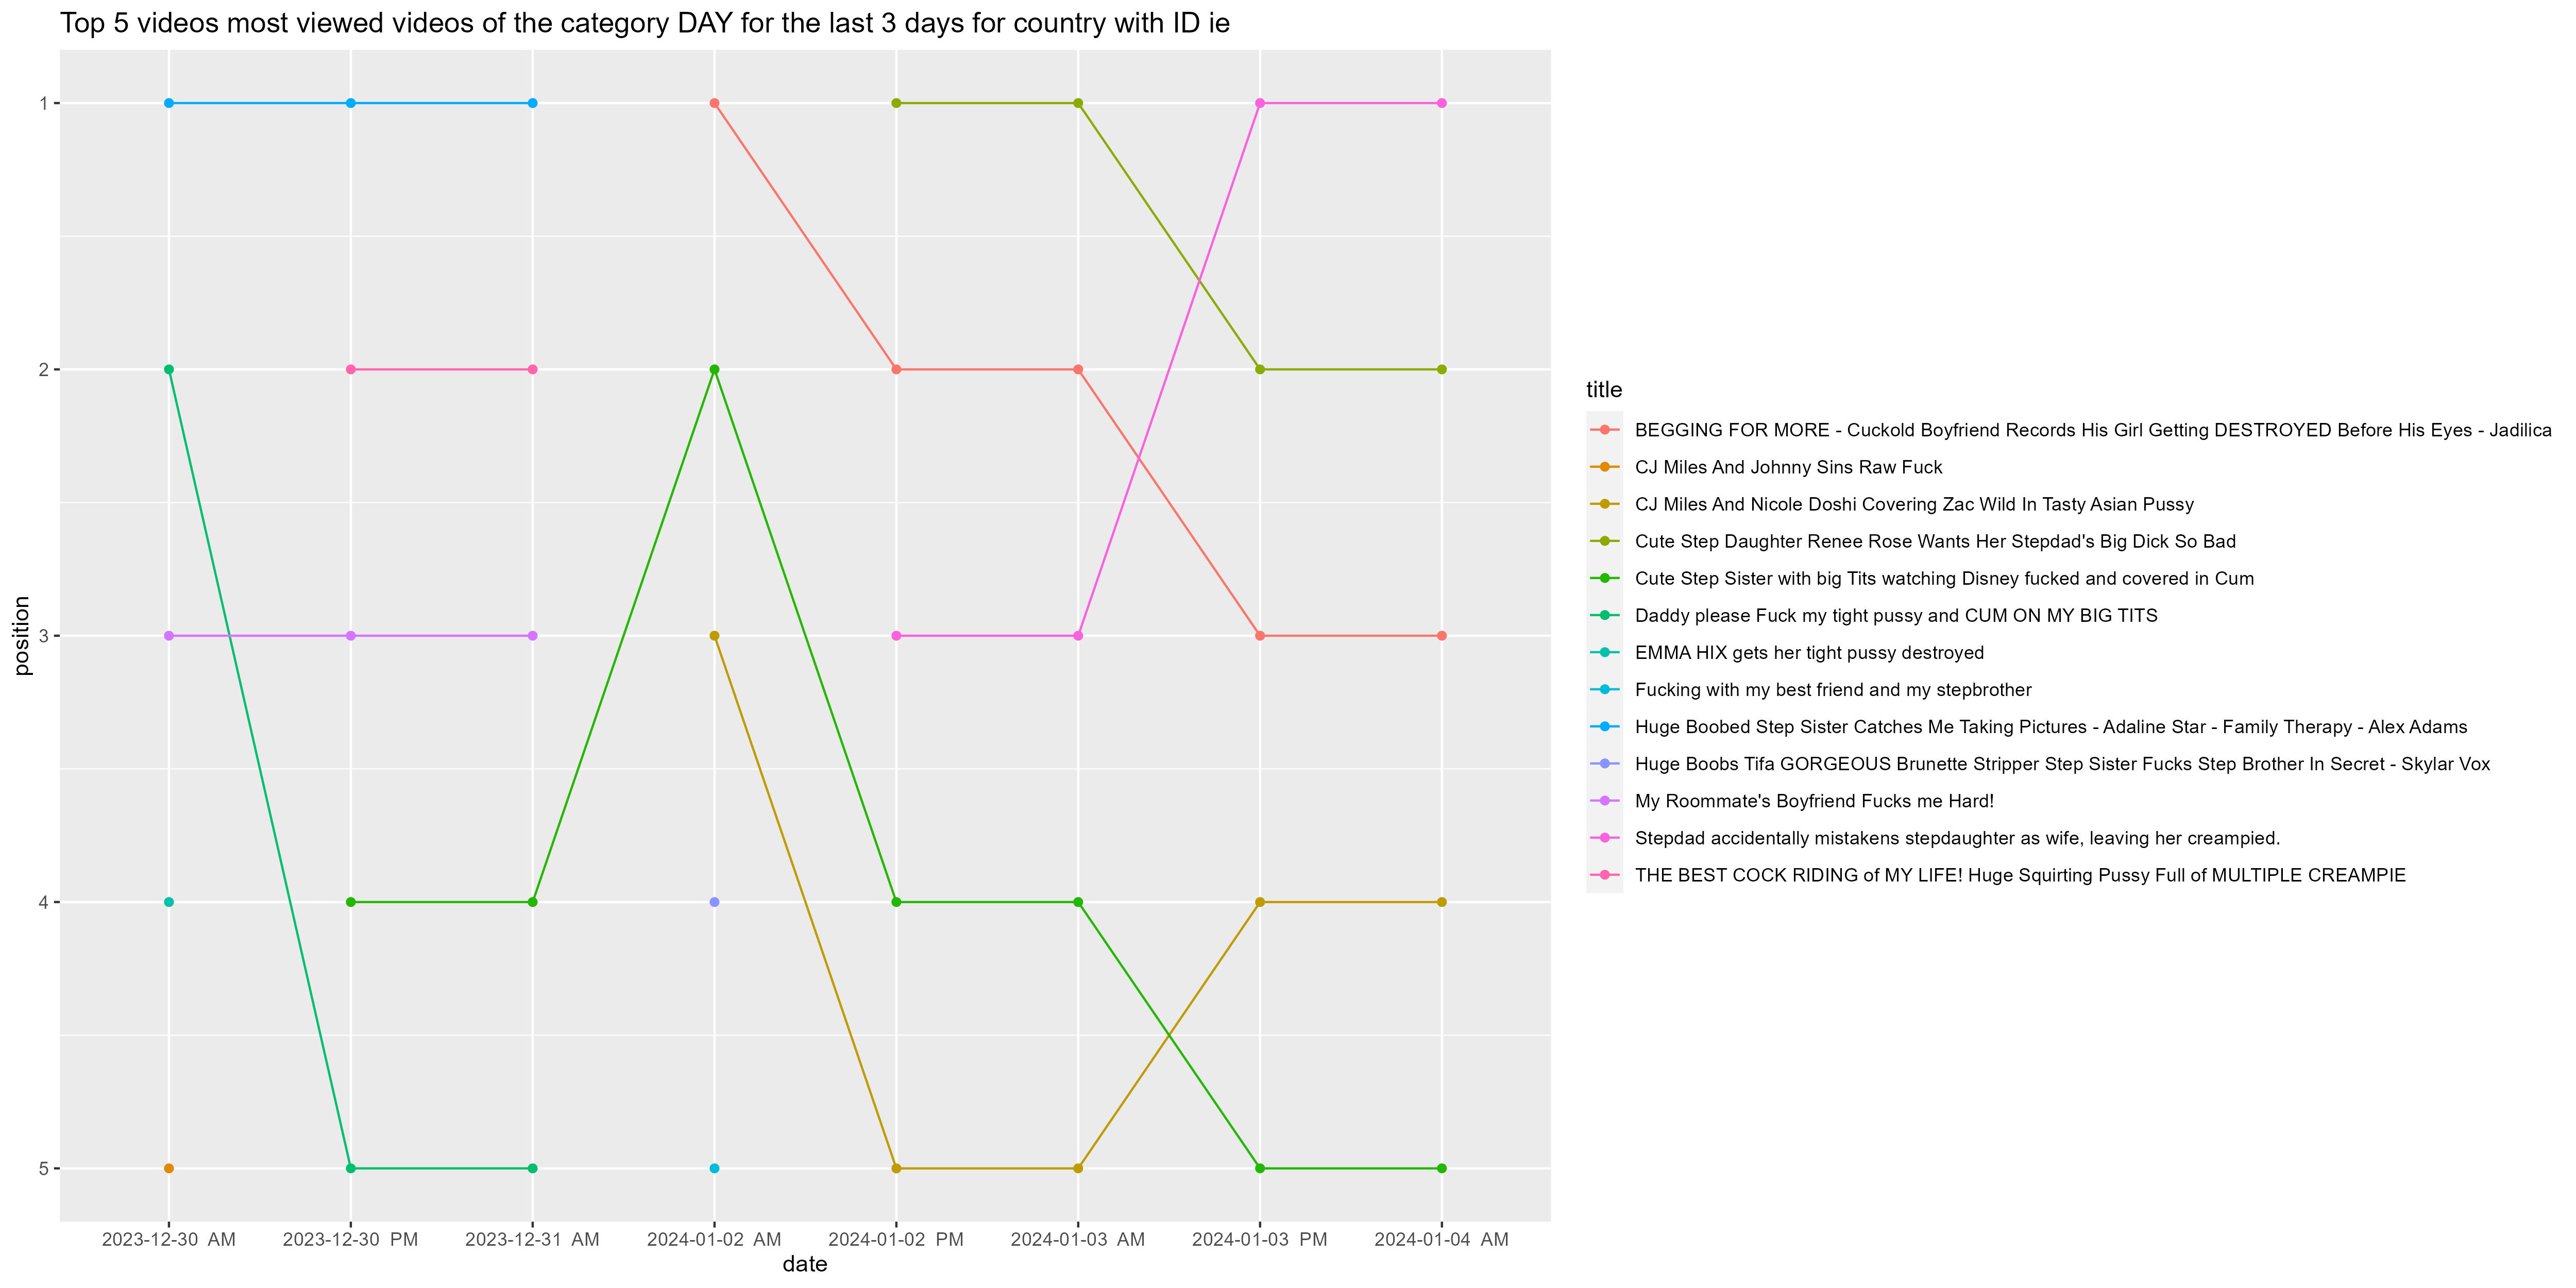 Top 5 videos most viewed videos of the category DAY for the last 3 days for country with ID ie
position
1
2
3
4
5
2023-12-30 AM
2023-12-30 PM
2023-12-31 AM
2024-01-02 AM
2024-01-02 PM
2024-01-03 AM
2024-01-03 PM
2024-01-04 AM
date
title
BEGGING FOR MORE - Cuckold Boyfriend Records His Girl Getting DESTROYED Before His Eyes - Jadilica
CJ Miles And Johnny Sins Raw Fuck
CJ Miles And Nicole Doshi Covering Zac Wild In Tasty Asian Pussy
Cute Step Daughter Renee Rose Wants Her Stepdad's Big Dick So Bad
Cute Step Sister with big Tits watching Disney fucked and covered in Cum
Daddy please Fuck my tight pussy and CUM ON MY BIG TITS
EMMA HIX gets her tight pussy destroyed
Fucking with my best friend and my stepbrother
Huge Boobed Step Sister Catches Me Taking Pictures - Adaline Star - Family Therapy - Alex Adams
Huge Boobs Tifa GORGEOUS Brunette Stripper Step Sister Fucks Step Brother In Secret - Skylar Vox
My Roommate's Boyfriend Fucks me Hard!
Stepdad accidentally mistakens stepdaughter as wife, leaving her creampied.
THE BEST COCK RIDING of MY LIFE! Huge Squirting Pussy Full of MULTIPLE CREAMPIE